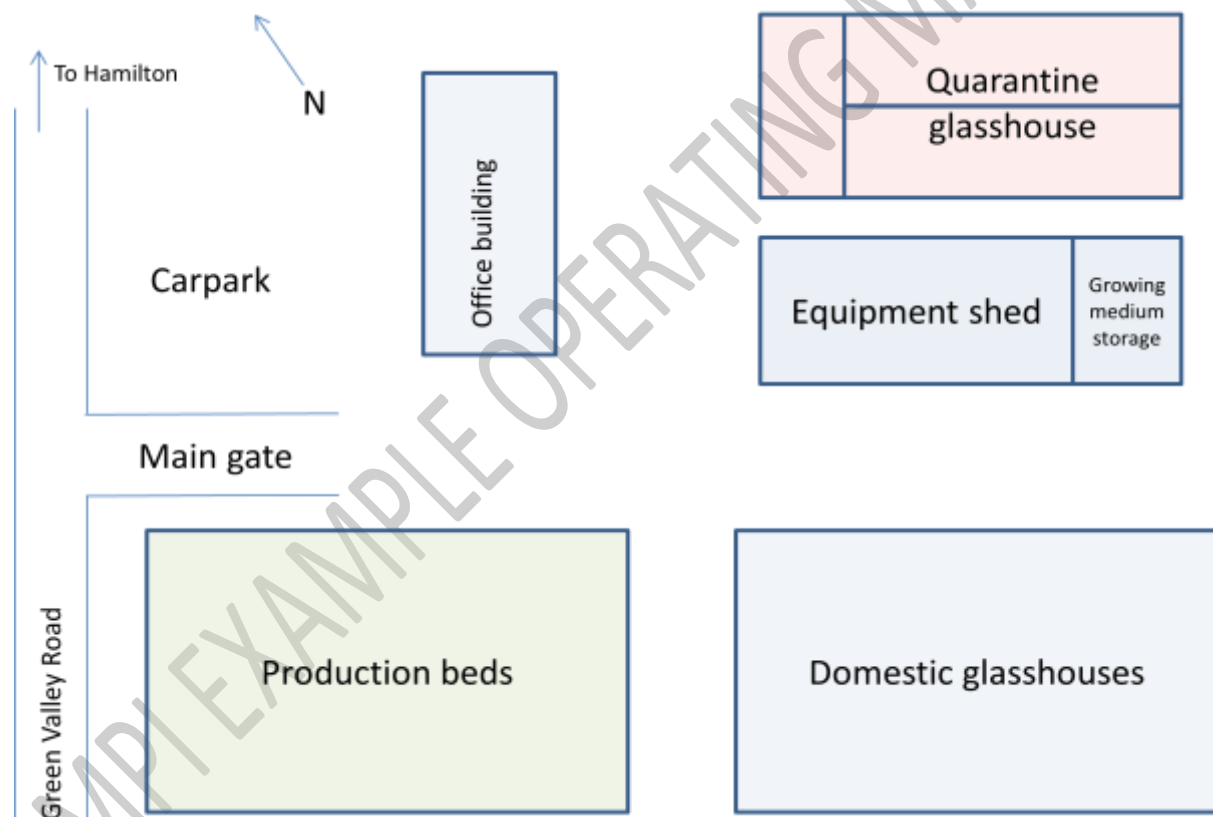 To Hamilton
N
Quarantine
glasshouse
Office building
Carpark
Equipment shed
Growing
medium
storage
Main gate
Production beds
Domestic glasshouses
Green Valley Road
MPI EXAMPLE OPERATING